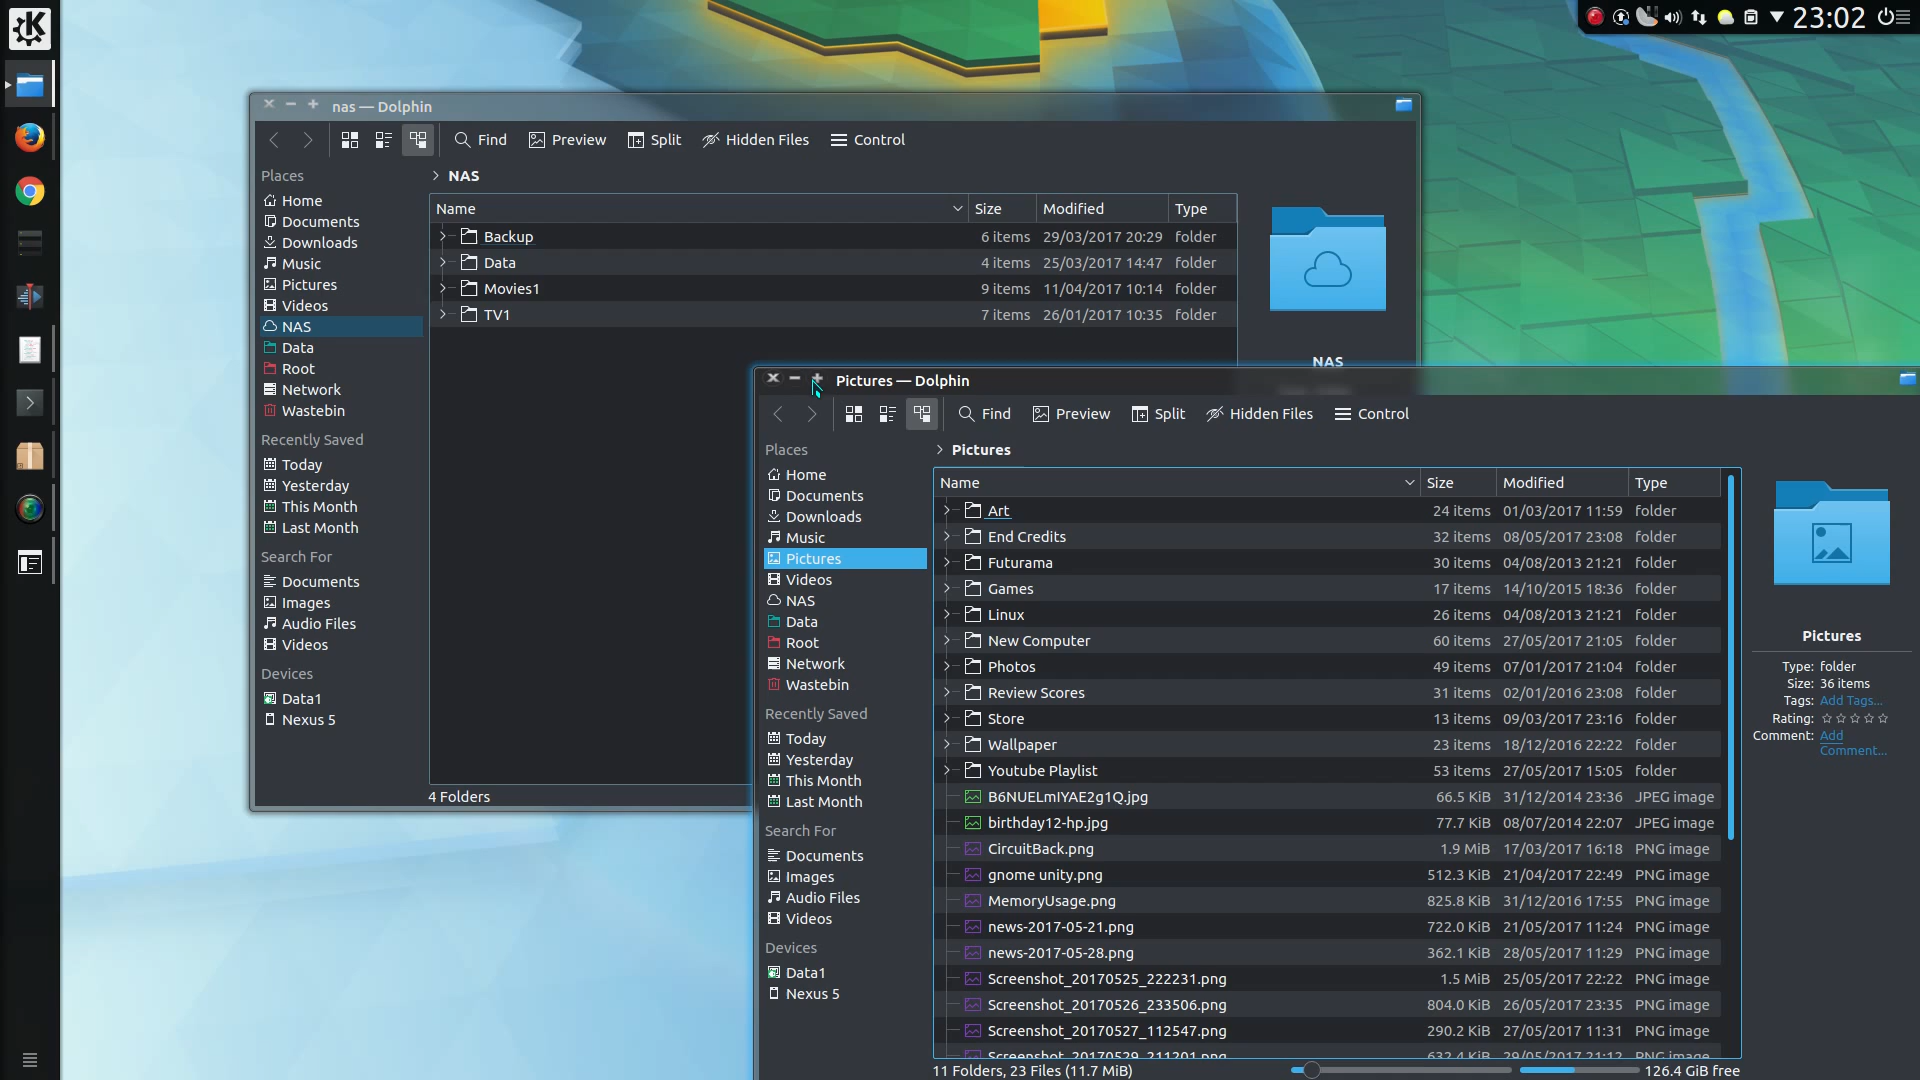 23:02
nas — Dolphin
Find Preview Split Hidden Files Control
Places
Home
Documents
Downloads
Music
Pictures
Videos
NAS
Data
Root
Network
Wastebin
Recently Saved
Today
Yesterday
This Month
Last Month
Search For
Documents
Images
Audio Files
Videos
Devices
Data1
Nexus 5
> NAS
Name Size Modified Type
Backup 6 items 29/03/2017 20:29 folder
Data 4 items 25/03/2017 14:47 folder
Movies1 9 items 11/04/2017 10:14 folder
TV1 7 items 26/01/2017 10:35 folder
4 Folders
NAS
Pictures — Dolphin
Find Preview Split Hidden Files Control
Places
Home
Documents
Downloads
Music
Pictures
Videos
NAS
Data
Root
Network
Wastebin
Recently Saved
Today
Yesterday
This Month
Last Month
Search For
Documents
Images
Audio Files
Videos
Devices
Data1
Nexus 5
> Pictures
Name Size Modified Type
Art 24 items 01/03/2017 11:59 folder
End Credits 32 items 08/05/2017 23:08 folder
Futurama 30 items 04/08/2013 21:21 folder
Games 17 items 14/10/2015 18:36 folder
Linux 26 items 04/08/2013 21:21 folder
New Computer 60 items 27/05/2017 21:05 folder
Photos 49 items 07/01/2017 21:04 folder
Review Scores 31 items 02/01/2016 23:08 folder
Store 13 items 09/03/2017 23:16 folder
Wallpaper 23 items 18/12/2016 22:22 folder
Youtube Playlist 53 items 27/05/2017 15:05 folder
B6NUELmIYAE2g1Q.jpg 66.5 KiB 31/12/2014 23:36 JPEG image
birthday12-hp.jpg 77.7 KiB 08/07/2014 22:07 JPEG image
CircuitBack.png 1.9 MiB 17/03/2017 16:18 PNG image
gnome unity.png 512.3 KiB 21/04/2017 22:49 PNG image
MemoryUsage.png 825.8 KiB 31/12/2016 17:55 PNG image
news-2017-05-21.png 722.0 KiB 21/05/2017 11:24 PNG image
news-2017-05-28.png 362.1 KiB 28/05/2017 11:29 PNG image
Screenshot_20170525_222231.png 1.5 MiB 25/05/2017 22:22 PNG image
Screenshot_20170526_233506.png 804.0 KiB 26/05/2017 23:35 PNG image
Screenshot_20170527_112547.png 290.2 KiB 27/05/2017 11:31 PNG image
Screenshot_20170529_211201.png 632.4 KiB 29/05/2017 21:12 PNG image
11 Folders, 23 Files (11.7 MiB)
126.4 GiB free
Pictures
Type: folder
Size: 36 items
Tags: Add Tags...
Rating:
Comment: Add
Comment...